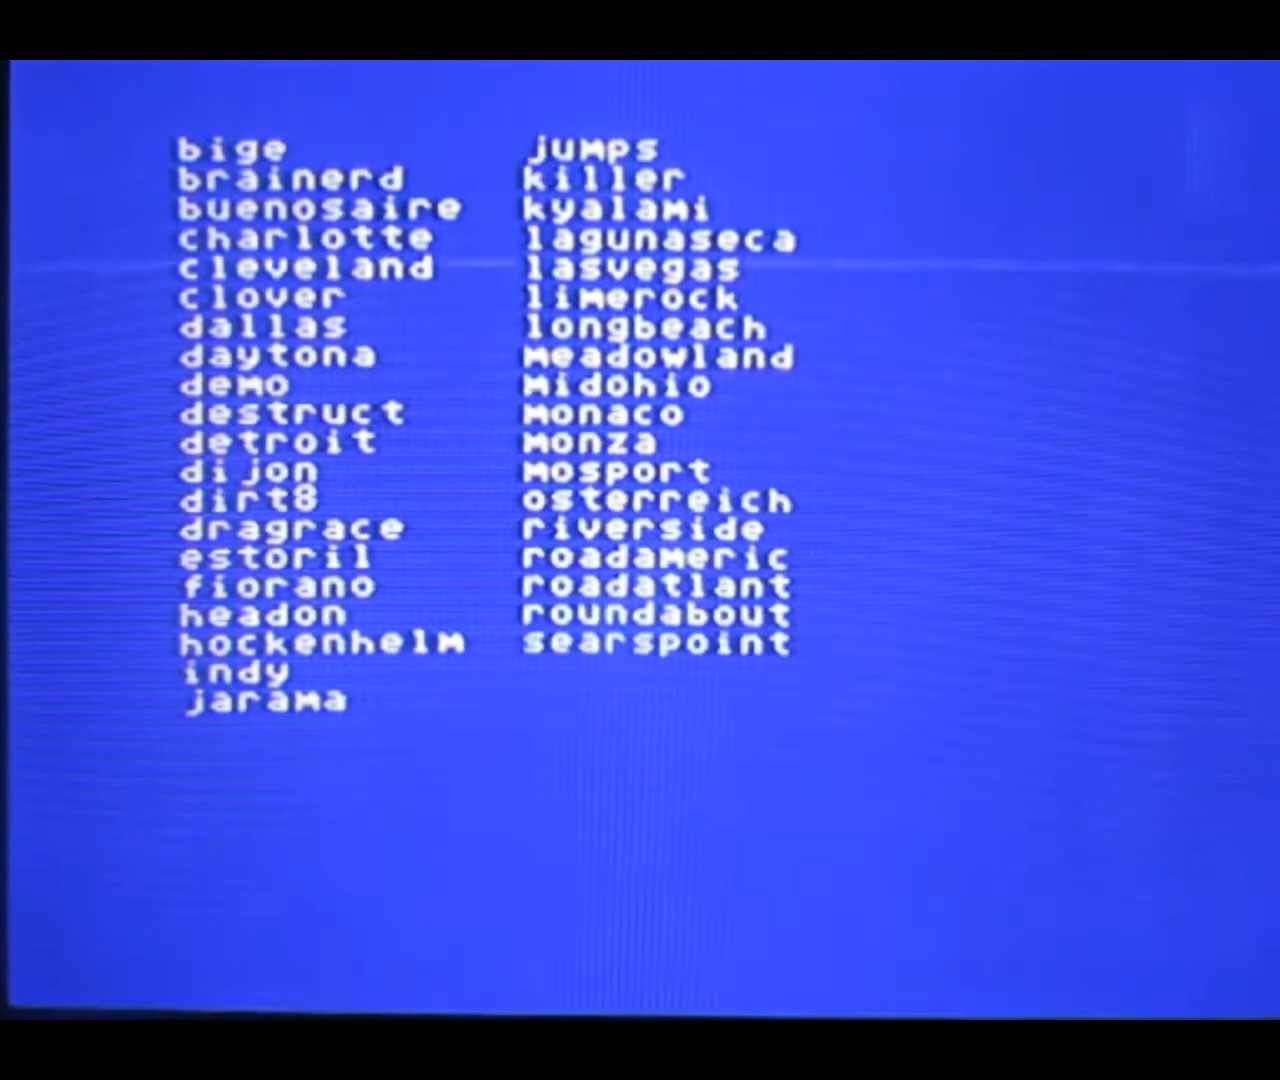 bige
brainerd
buenosaire
charlotte
cleveland
clover
dallas
daytona
demo
destruct
detroit
dijon
dirt8
dragrace
estoril
fiorano
headon
hockenhelm
indy
jarama
jumps
killer
kyalami
lagunaseca
lasvegas
limerock
longbeach
meadowland
midohio
monaco
monza
mosport
osterreich
riverside
roadameric
roadatlant
roundabout
searspoint